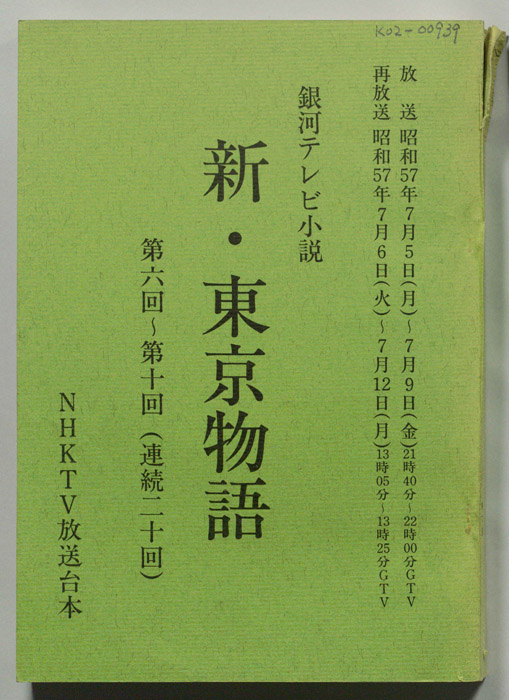 K02-00939
放送 昭和57年7月5日(月)〜7月9日(金)21時40分〜22時00分GTV
再放送 昭和57年7月6日(火)〜7月12日(月)13時05分〜13時25分GTV
銀河テレビ小説
新・東京物語
第六回〜第十回(連続二十回)
NHKTV放送台本